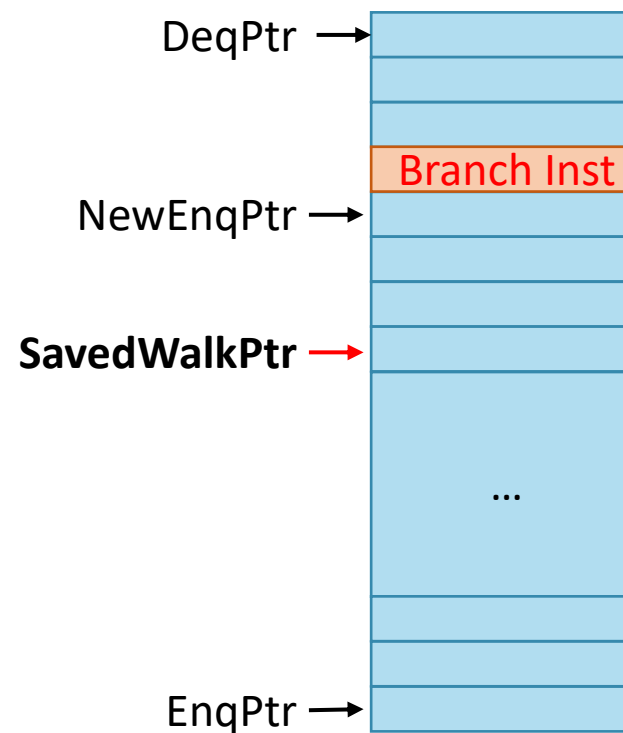 DeqPtr
Branch Inst
NewEnqPtr
SavedWalkPtr
...
EnqPtr